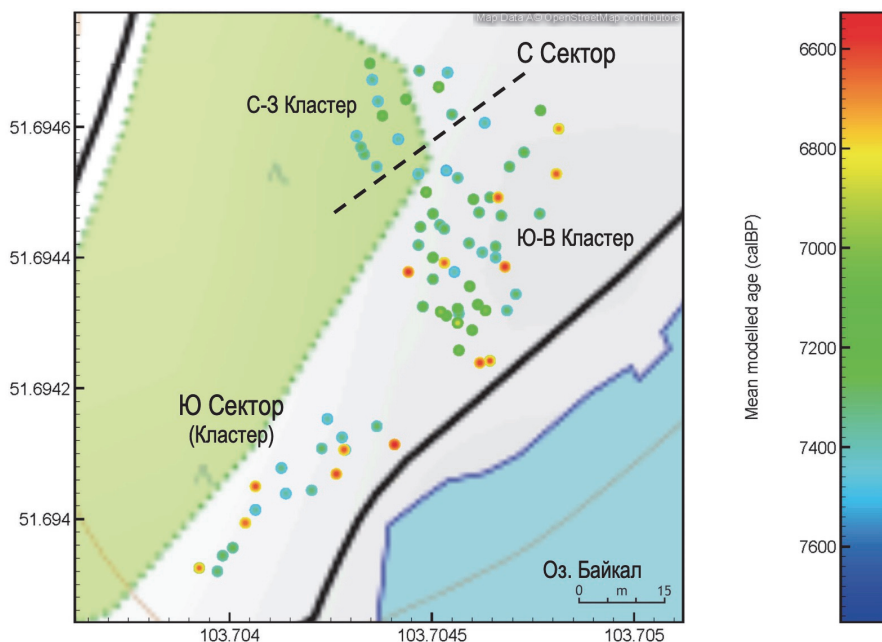 Map Data Â© OpenStreetMap contributors
С Сектор
С-З Кластер
51.6946
Ю-В Кластер
51.6944
51.6942
Ю Сектор
(Кластер)
51.694
Оз. Байкал
0 m 15
103.704
103.7045
103.705
Mean modelled age (calBP)
6600
6800
7000
7200
7400
7600